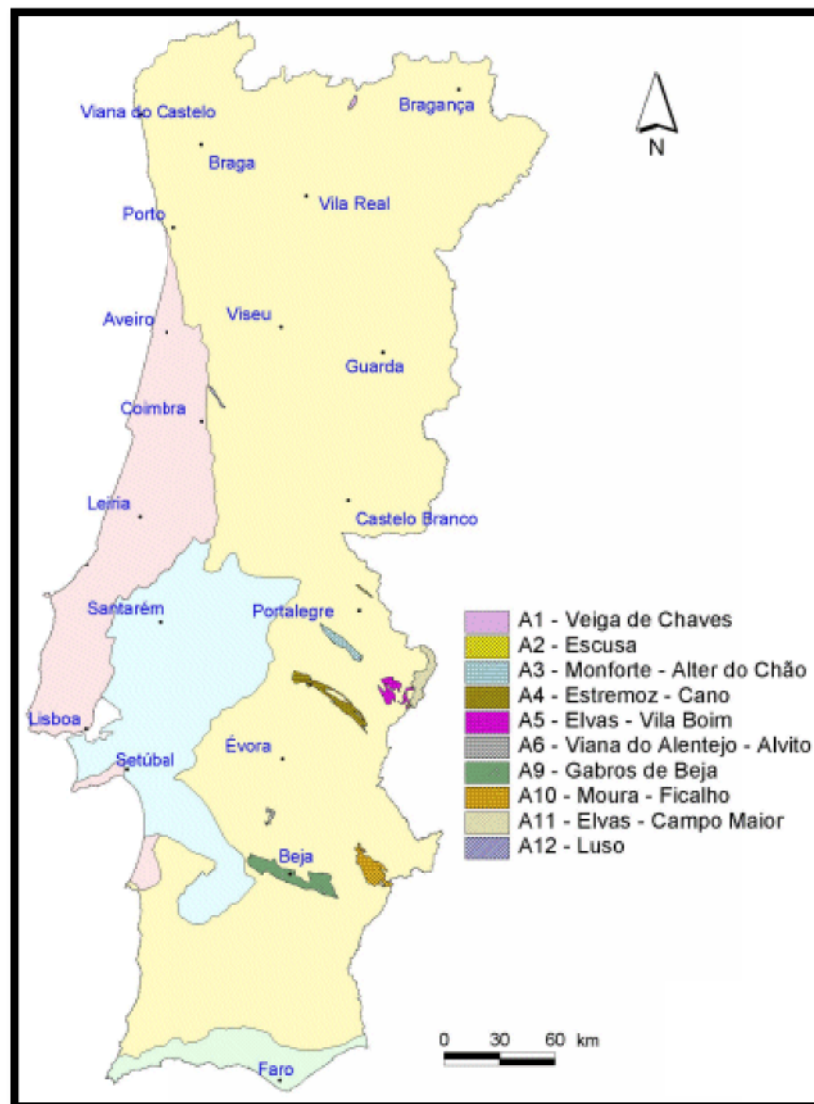 Bragança
Viana do Castelo
Braga
N
Vila Real
Porto
Aveiro
Viseu
Guarda
Coimbra
Leiria
Castelo Branco
Santarém
Portalegre
Lisboa
Setúbal
Évora
Beja
Faro
A1 - Veiga de Chaves
A2 - Escusa
A3 - Monforte - Alter do Chão
A4 - Estremoz - Cano
A5 - Elvas - Vila Boim
A6 - Viana do Alentejo - Alvito
A9 - Gabros de Beja
A10 - Moura - Ficalho
A11 - Elvas - Campo Maior
A12 - Luso
0 30 60 km